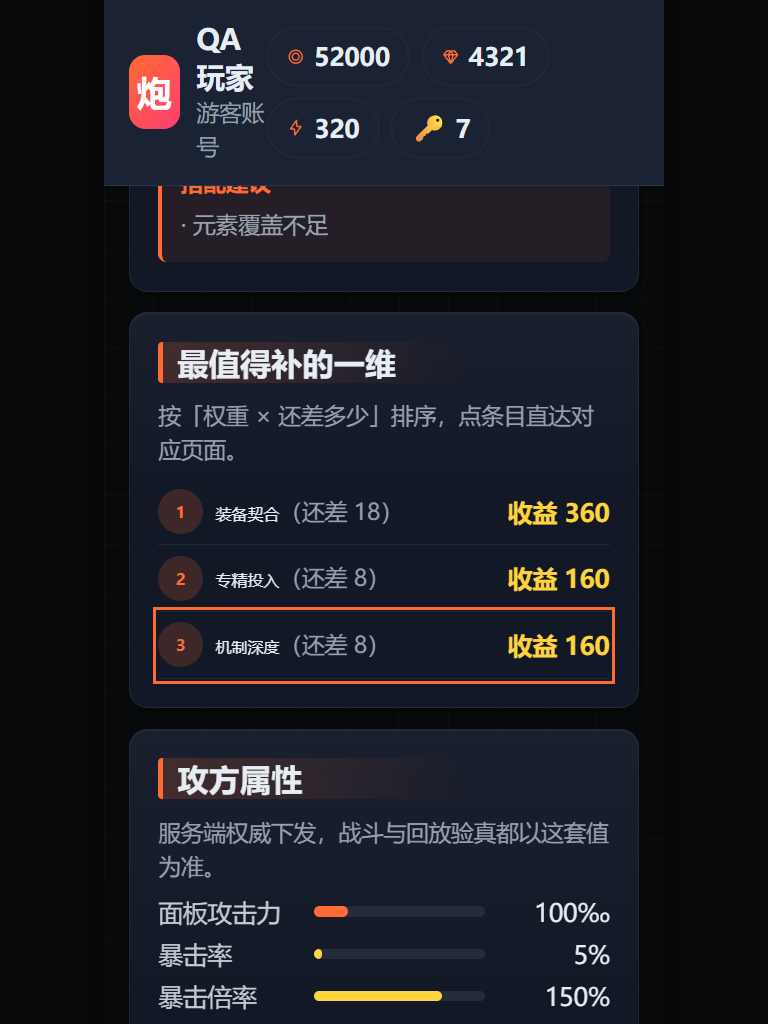 炮
QA
玩家
游客账
号
52000
4321
320
7
搭配建议
· 元素覆盖不足
最值得补的一维
按「权重 × 还差多少」排序，点条目直达对
应页面。
1 装备契合（还差 18） 收益 360
2 专精投入（还差 8） 收益 160
3 机制深度（还差 8） 收益 160
攻方属性
服务端权威下发，战斗与回放验真都以这套值
为准。
面板攻击力 100‰
暴击率 5%
暴击倍率 150%